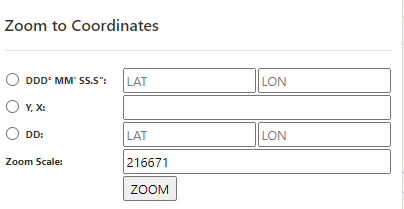 Zoom to Coordinates
DDD° MM' SS.S": LAT LON
Y, X:
DD: LAT LON
Zoom Scale: 216671
ZOOM